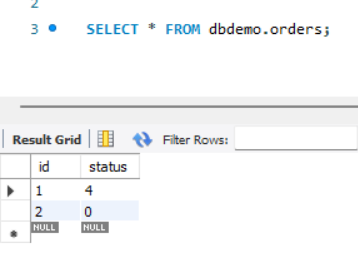 2
3 SELECT * FROM dbdemo.orders;
Result Grid Filter Rows:
id status
1 4
2 0
NULL NULL